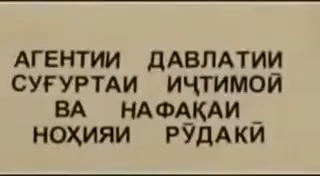 АГЕНТИИ ДАВЛАТИИ
СУҒУРТАИ ИҶТИМОӢ
ВА НАФАҚАИ
НОҲИЯИ РӮДАКӢ